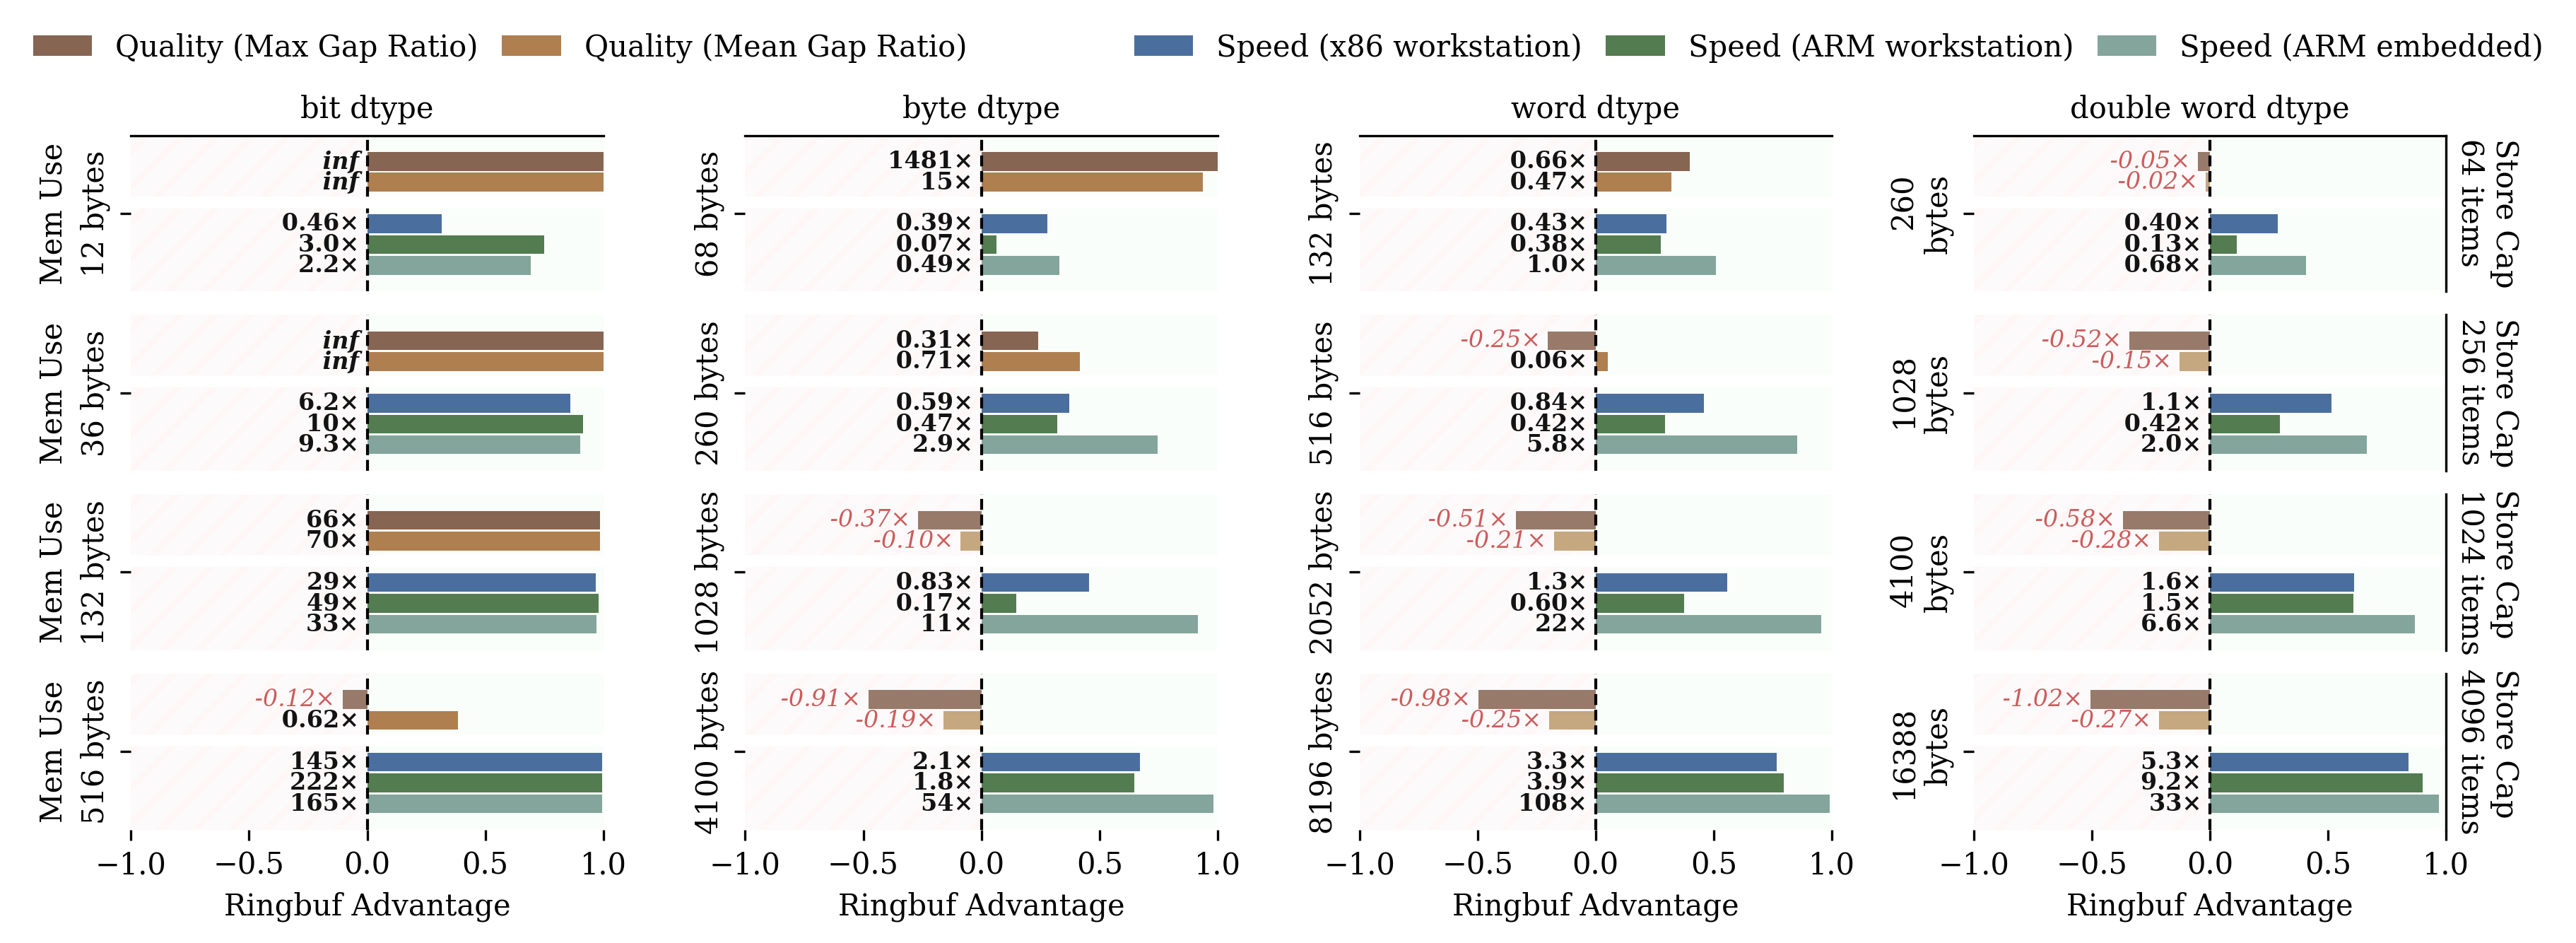 Quality (Max Gap Ratio) Quality (Mean Gap Ratio) Speed (x86 workstation) Speed (ARM workstation) Speed (ARM embedded)
bit dtype byte dtype word dtype double word dtype
Mem Use
12 bytes
inf
inf
0.46×
3.0×
2.2×
68 bytes
1481×
15×
0.39×
0.07×
0.49×
132 bytes
0.66×
0.47×
0.43×
0.38×
1.0×
260
bytes
-0.05×
-0.02×
0.40×
0.13×
0.68×
Store Cap
64 items
Mem Use
36 bytes
inf
inf
6.2×
10×
9.3×
260 bytes
0.31×
0.71×
0.59×
0.47×
2.9×
516 bytes
-0.25×
0.06×
0.84×
0.42×
5.8×
1028
bytes
-0.52×
-0.15×
1.1×
0.42×
2.0×
Store Cap
256 items
Mem Use
132 bytes
66×
70×
29×
49×
33×
1028 bytes
-0.37×
-0.10×
0.83×
0.17×
11×
2052 bytes
-0.51×
-0.21×
1.3×
0.60×
22×
4100
bytes
-0.58×
-0.28×
1.6×
1.5×
6.6×
Store Cap
1024 items
Mem Use
516 bytes
-0.12×
0.62×
145×
222×
165×
4100 bytes
-0.91×
-0.19×
2.1×
1.8×
54×
8196 bytes
-0.98×
-0.25×
3.3×
3.9×
108×
16388
bytes
-1.02×
-0.27×
5.3×
9.2×
33×
Store Cap
4096 items
−1.0 −0.5 0.0 0.5 1.0 −1.0 −0.5 0.0 0.5 1.0 −1.0 −0.5 0.0 0.5 1.0 −1.0 −0.5 0.0 0.5 1.0
Ringbuf Advantage Ringbuf Advantage Ringbuf Advantage Ringbuf Advantage